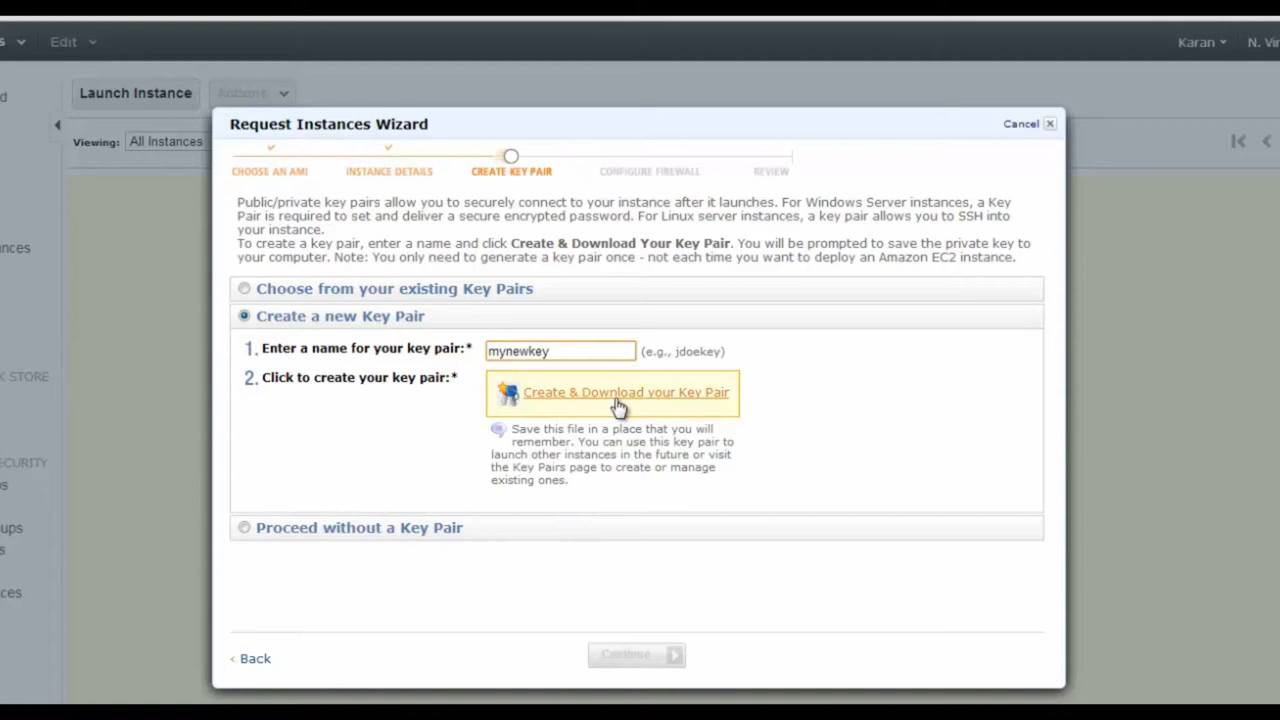 s
Edit
Karan
N. Vi
d
Launch Instance
Actions
Viewing: All Instances
nces
K STORE
ECURITY
s
ups
s
ces
Request Instances Wizard
Cancel
CHOOSE AN AMI
INSTANCE DETAILS
CREATE KEY PAIR
CONFIGURE FIREWALL
REVIEW
Public/private key pairs allow you to securely connect to your instance after it launches. For Windows Server instances, a Key
Pair is required to set and deliver a secure encrypted password. For Linux server instances, a key pair allows you to SSH into
your instance.
To create a key pair, enter a name and click Create & Download Your Key Pair. You will be prompted to save the private key to
your computer. Note: You only need to generate a key pair once - not each time you want to deploy an Amazon EC2 instance.
Choose from your existing Key Pairs
Create a new Key Pair
1. Enter a name for your key pair:* mynewkey (e.g., jdoekey)
2. Click to create your key pair:* Create & Download your Key Pair
Save this file in a place that you will
remember. You can use this key pair to
launch other instances in the future or visit
the Key Pairs page to create or manage
existing ones.
Proceed without a Key Pair
< Back
Continue